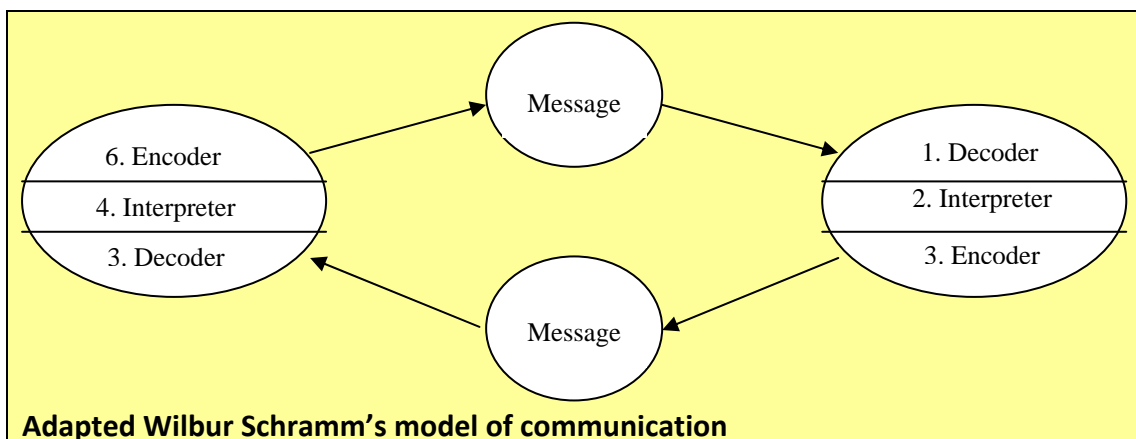 Message
6. Encoder
4. Interpreter
3. Decoder
1. Decoder
2. Interpreter
3. Encoder
Message
Adapted Wilbur Schramm’s model of communication